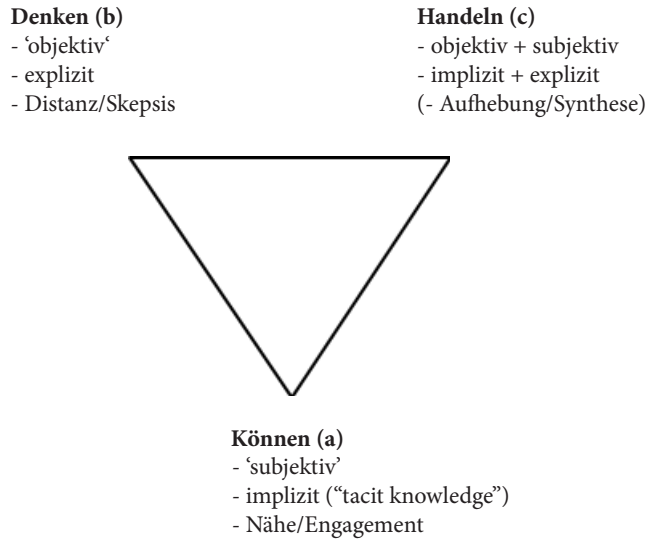 Denken (b)
- ‘objektiv‘
- explizit
- Distanz/Skepsis
Handeln (c)
- objektiv + subjektiv
- implizit + explizit
(- Aufhebung/Synthese)
Können (a)
- ‘subjektiv’
- implizit (“tacit knowledge”)
- Nähe/Engagement